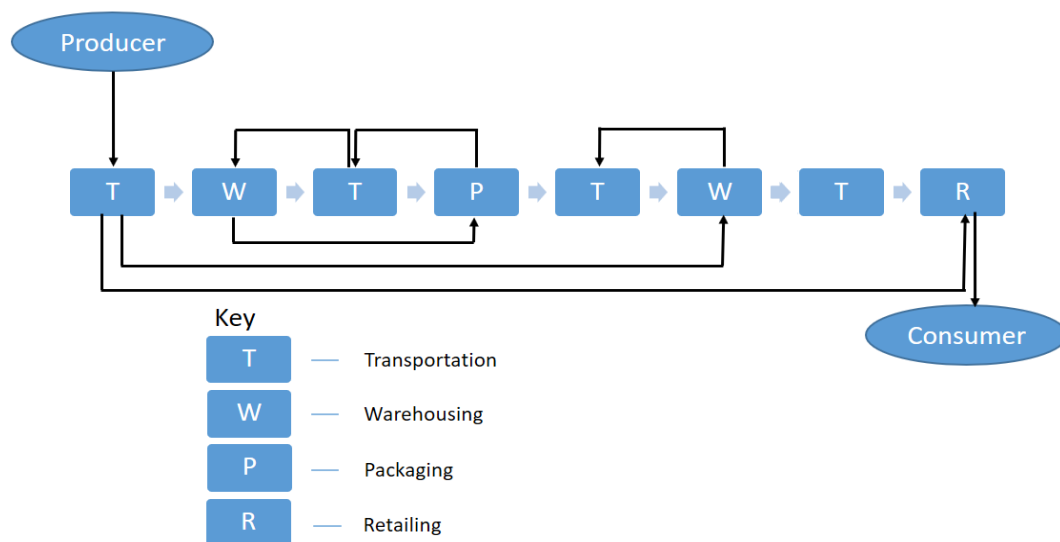 Producer
T W T P T W T R
Consumer
Key
T — Transportation
W — Warehousing
P — Packaging
R — Retailing